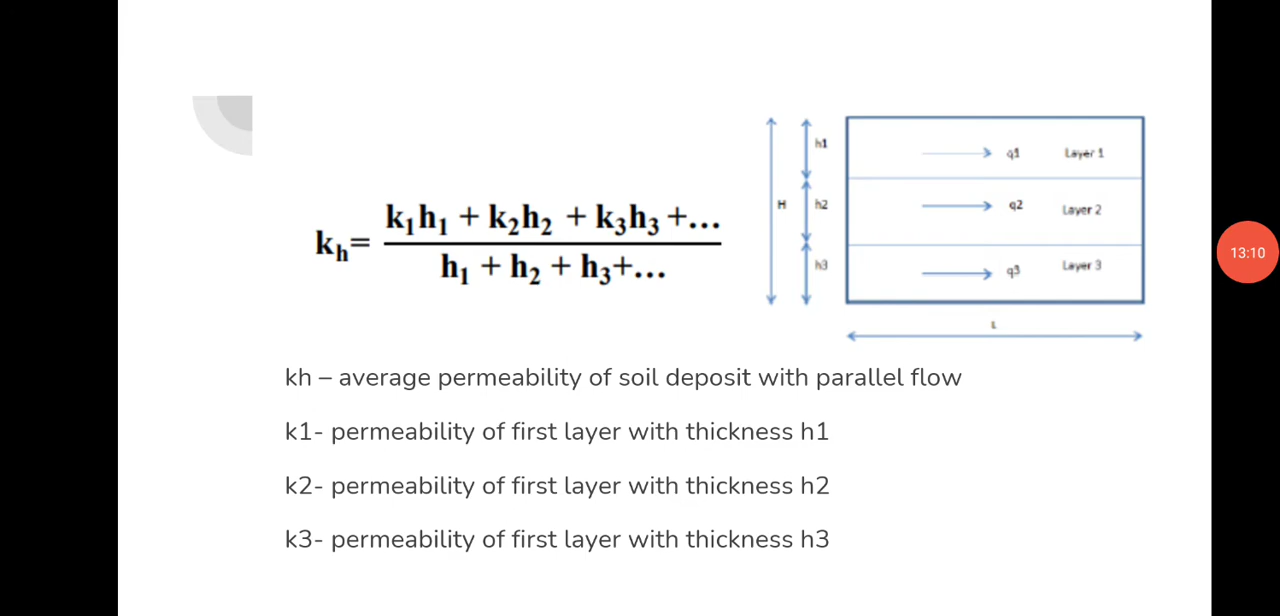 k₁h₁ + k₂h₂ + k₃h₃ +...
kₕ=
h₁ + h₂ + h₃+...
H
h1
h2
h3
q1 Layer 1
q2 Layer 2
q3 Layer 3
L
13:10
kh – average permeability of soil deposit with parallel flow
k1- permeability of first layer with thickness h1
k2- permeability of first layer with thickness h2
k3- permeability of first layer with thickness h3